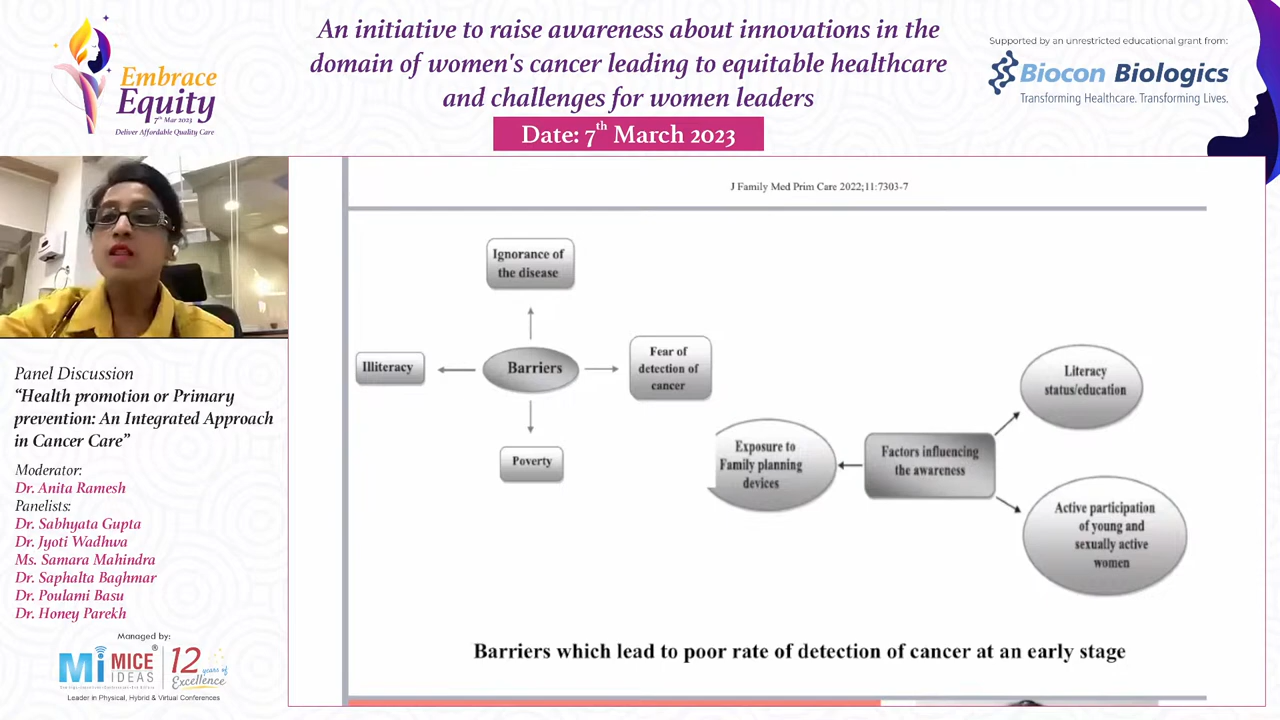 An initiative to raise awareness about innovations in the
domain of women's cancer leading to equitable healthcare
and challenges for women leaders
Date: 7th March 2023
Embrace
Equity
7th Mar 2023
Deliver Affordable Quality Care
Supported by an unrestricted educational grant from:
Biocon Biologics
Transforming Healthcare. Transforming Lives.
Panel Discussion
“Health promotion or Primary
prevention: An Integrated Approach
in Cancer Care”
Moderator:
Dr. Anita Ramesh
Panelists:
Dr. Sabhyata Gupta
Dr. Jyoti Wadhwa
Ms. Samara Mahindra
Dr. Saphalta Baghmar
Dr. Poulami Basu
Dr. Honey Parekh
Managed by:
Mi MICE
IDEAS
®
12 years of
Excellence
Leader in Physical, Hybrid & Virtual Conferences
J Family Med Prim Care 2022;11:7303-7
Ignorance of
the disease
Illiteracy
Barriers
Fear of
detection of
cancer
Poverty
Exposure to
Family planning
devices
Factors influencing
the awareness
Literacy
status/education
Active participation
of young and
sexually active
women
Barriers which lead to poor rate of detection of cancer at an early stage